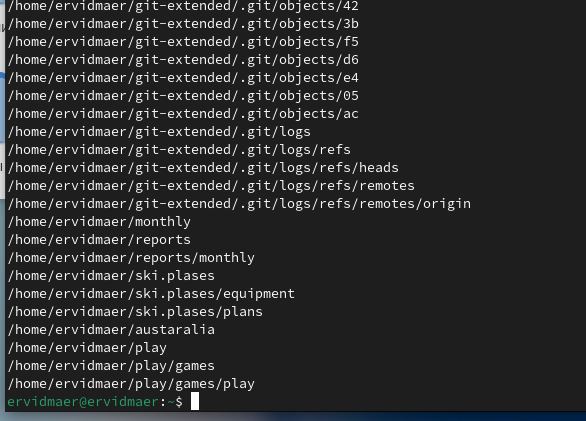 /home/ervidmaer/git-extended/.git/objects/42
/home/ervidmaer/git-extended/.git/objects/3b
/home/ervidmaer/git-extended/.git/objects/f5
/home/ervidmaer/git-extended/.git/objects/d6
/home/ervidmaer/git-extended/.git/objects/e4
/home/ervidmaer/git-extended/.git/objects/05
/home/ervidmaer/git-extended/.git/objects/ac
/home/ervidmaer/git-extended/.git/logs
/home/ervidmaer/git-extended/.git/logs/refs
/home/ervidmaer/git-extended/.git/logs/refs/heads
/home/ervidmaer/git-extended/.git/logs/refs/remotes
/home/ervidmaer/git-extended/.git/logs/refs/remotes/origin
/home/ervidmaer/monthly
/home/ervidmaer/reports
/home/ervidmaer/reports/monthly
/home/ervidmaer/ski.plases
/home/ervidmaer/ski.plases/equipment
/home/ervidmaer/ski.plases/plans
/home/ervidmaer/austaralia
/home/ervidmaer/play
/home/ervidmaer/play/games
/home/ervidmaer/play/games/play
ervidmaer@ervidmaer:~$